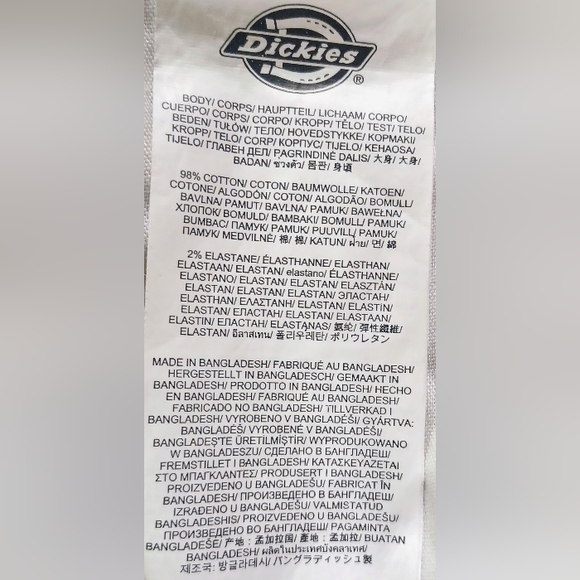 Dickies ®
BODY/ CORPS/ HAUPTTEIL/ LICHAAM/ CORPO/
CUERPO/ CORPS/ CORPO/ KROPP/ TĚLO/ TEST/ TELO/
BEDEN/ TUŁÓW/ ТЕЛО/ HOVEDSTYKKE/ ΚΟΡΜΑΚΙ/
KROPP/ TELO/ CORP/ КОРПУС/ TIJELO/ KEHAOSA/
TIJELO/ ГЛАВЕН ДЕЛ/ PAGRINDINĖ DALIS/ 大身/ 大身/
BADAN/ ช่วงตัว/ 몸판/ 身頃
98% COTTON/ COTON/ BAUMWOLLE/ KATOEN/
COTONE/ ALGODÓN/ COTON/ ALGODÃO/ BOMULL/
BAVLNA/ PAMUT/ BAVLNA/ PAMUK/ BAWEŁNA/
ХЛОПОК/ BOMULD/ ΒΑΜΒΑΚΙ/ BOMULL/ PAMUK/
BUMBAC/ ПАМУК/ PAMUK/ PUUVILL/ PAMUK/
ПАМУК/ MEDVILNĖ/ 棉/ 棉/ KATUN/ ฝ้าย/ 면/ 綿
2% ELASTANE/ ÉLASTHANNE/ ELASTHAN/
ELASTAAN/ ELASTAN/ elastano/ ÉLASTHANNE/
ELASTANO/ ELASTAN/ ELASTAN/ ELASZTÁN/
ELASTAN/ ELASTAN/ ELASTAN/ ЭЛАСТАН/
ELASTHAN/ ΕΛΑΣΤΑΝΗ/ ELASTAN/ ELASTIN/
ELASTAN/ ЕЛАСТАН/ ELASTAN/ ELASTAAN/
ELASTIN/ ЕЛАСТАН/ ELASTANAS/ 氨纶/ 彈性纖維/
ELASTAN/ อีลาสเทน/ 폴리우레탄/ ポリウレタン
MADE IN BANGLADESH/ FABRIQUÉ AU BANGLADESH/
HERGESTELLT IN BANGLADESCH/ GEMAAKT IN
BANGLADESH/ PRODOTTO IN BANGLADESH/ HECHO
EN BANGLADESH/ FABRIQUÉ AU BANGLADESH/
FABRICADO NO BANGLADESH/ TILLVERKAD I
BANGLADESH/ VYROBENO V BANGLADÉŠI/ GYÁRTVA:
BANGLADÉS/ VYROBENÉ V BANGLADÉŠI/
BANGLADEŞ'TE ÜRETİLMİŞTİR/ WYPRODUKOWANO
W BANGLADESZU/ СДЕЛАНО В БАНГЛАДЕШ/
FREMSTILLET I BANGLADESH/ ΚΑΤΑΣΚΕΥΑΖΕΤΑΙ
ΣΤΟ ΜΠΑΓΚΛΑΝΤΕΣ/ PRODUSERT I BANGLADESH/
PROIZVEDENO U BANGLADEŠU/ FABRICAT ÎN
BANGLADESH/ ПРОИЗВЕДЕНО В БАНГЛАДЕШ/
IZRAĐENO U BANGLADEŠU/ VALMISTATUD
BANGLADESHIS/ PROIZVEDENO U BANGLADEŠU/
ПРОИЗВЕДЕНО ВО БАНГЛАДЕШ/ PAGAMINTA
BANGLADEŠE/ 产地：孟加拉国/ 產地：孟加拉/ BUATAN
BANGLADESH/ ผลิตในประเทศบังคลาเทศ/
제조국: 방글라데시/ バングラディッシュ製